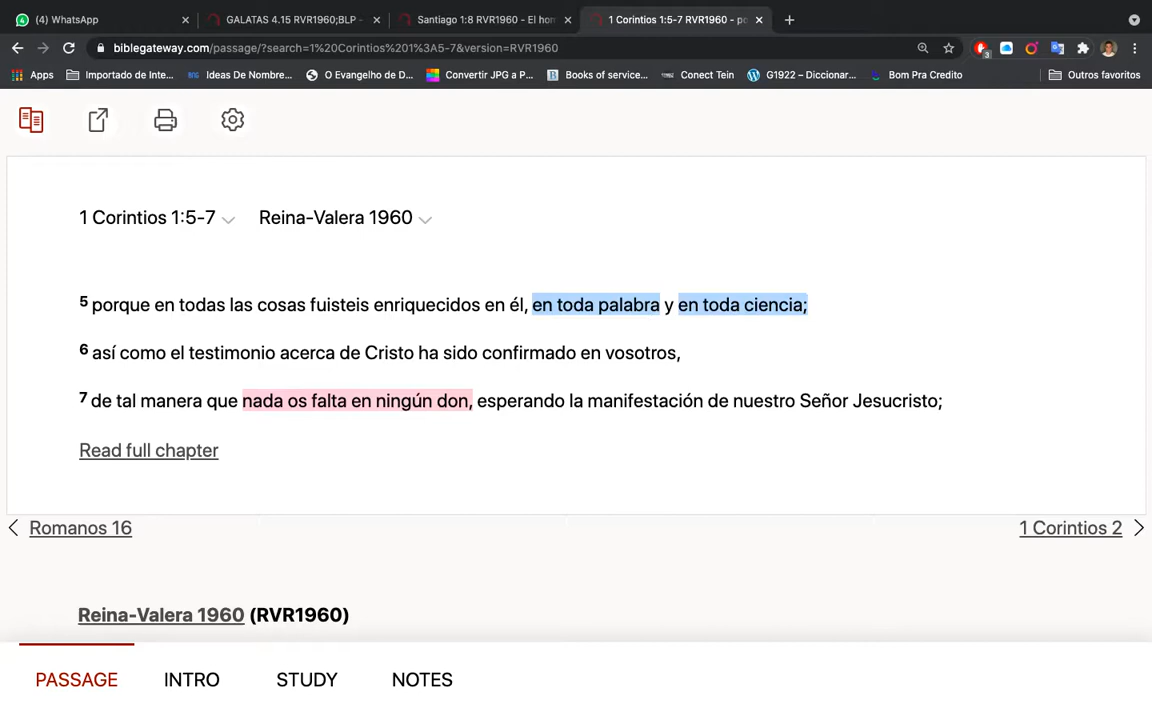 (4) WhatsApp
GALATAS 4.15 RVR1960;BLP -
Santiago 1:8 RVR1960 - El hom
1 Corintios 1:5-7 RVR1960 - po
biblegateway.com/passage/?search=1%20Corintios%201%3A5-7&version=RVR1960
3
Apps
Importado de Inte...
Ideas De Nombre...
O Evangelho de D...
Convertir JPG a P...
Books of service...
Conect Tein
G1922 – Diccionar...
Bom Pra Credito
Outros favoritos
1 Corintios 1:5-7
Reina-Valera 1960
5 porque en todas las cosas fuisteis enriquecidos en él, en toda palabra y en toda ciencia;
6 así como el testimonio acerca de Cristo ha sido confirmado en vosotros,
7 de tal manera que nada os falta en ningún don, esperando la manifestación de nuestro Señor Jesucristo;
Read full chapter
Romanos 16
1 Corintios 2
Reina-Valera 1960 (RVR1960)
PASSAGE
INTRO
STUDY
NOTES